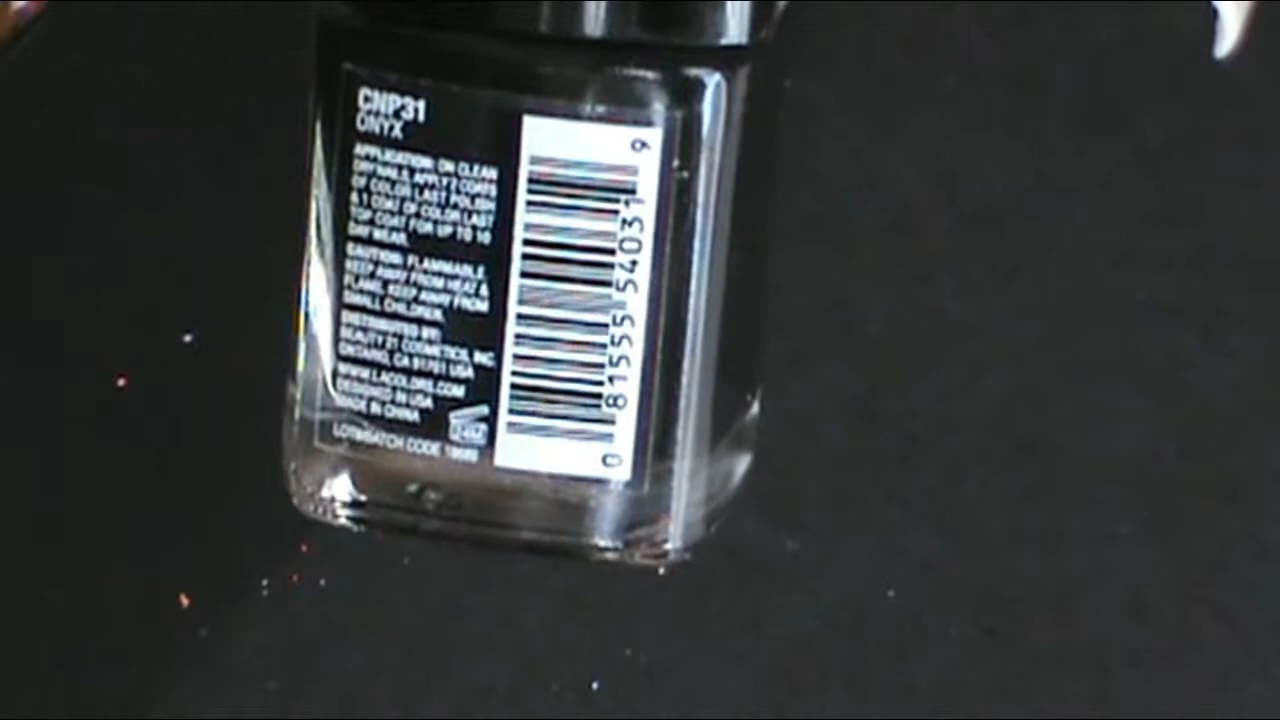 CNP31
ONYX
APPLICATION: ON CLEAN
DRY NAILS, APPLY 2 COATS
OF COLOR LAST POLISH
& 1 COAT OF COLOR LAST
TOP COAT FOR UP TO 10
DAY WEAR.
CAUTION: FLAMMABLE.
KEEP AWAY FROM HEAT &
FLAME. KEEP AWAY FROM
SMALL CHILDREN.
DISTRIBUTED BY:
BEAUTY 21 COSMETICS, INC.
ONTARIO, CA 91761 USA
WWW.LACOLORS.COM
DESIGNED IN USA
MADE IN CHINA
24M
LOT#/BATCH CODE
0 81555 54031 9